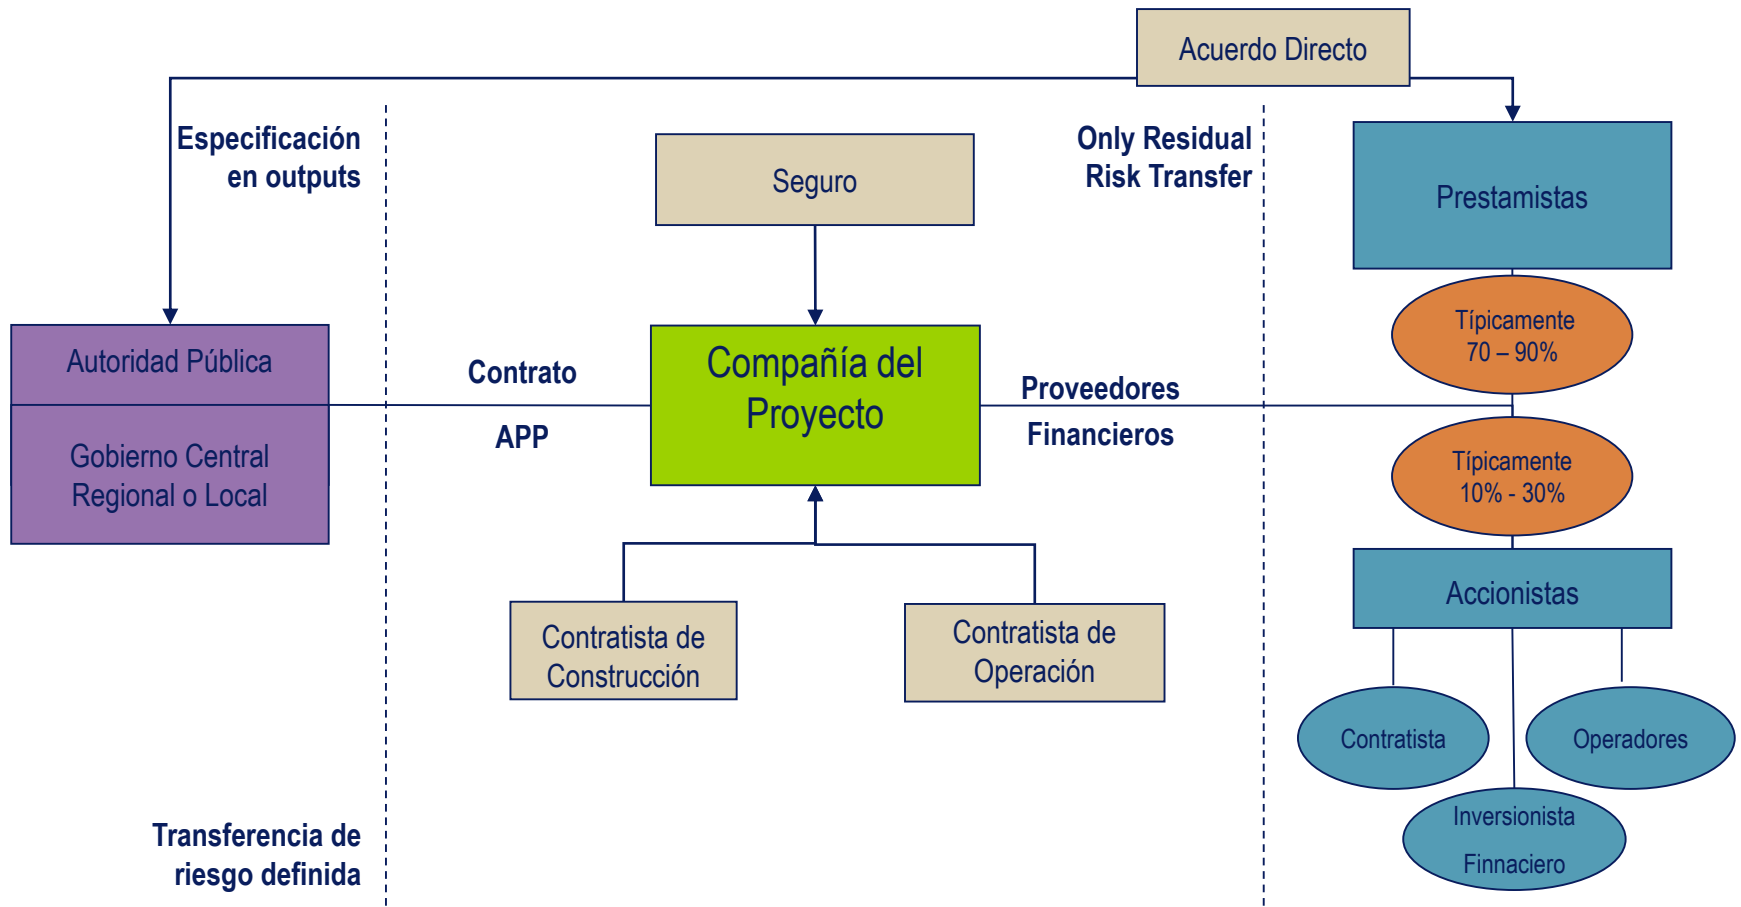 Acuerdo Directo
Especificación
en outputs
Only Residual
Risk Transfer
Seguro
Prestamistas
Autoridad Pública
Gobierno Central
Regional o Local
Contrato
APP
Compañía del
Proyecto
Proveedores
Financieros
Típicamente
70 – 90%
Típicamente
10% - 30%
Accionistas
Contratista de
Construcción
Contratista de
Operación
Contratista
Operadores
Inversionista
Finnaciero
Transferencia de
riesgo definida